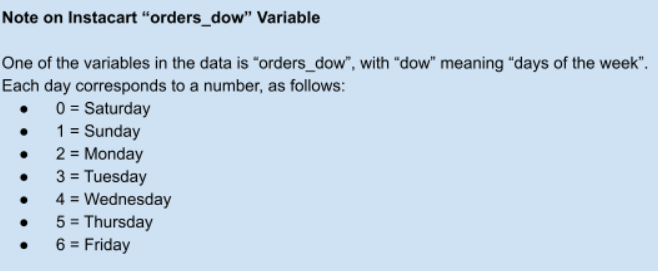 Note on Instacart “orders_dow” Variable
One of the variables in the data is “orders_dow”, with “dow” meaning “days of the week”.
Each day corresponds to a number, as follows:
● 0 = Saturday
● 1 = Sunday
● 2 = Monday
● 3 = Tuesday
● 4 = Wednesday
● 5 = Thursday
● 6 = Friday